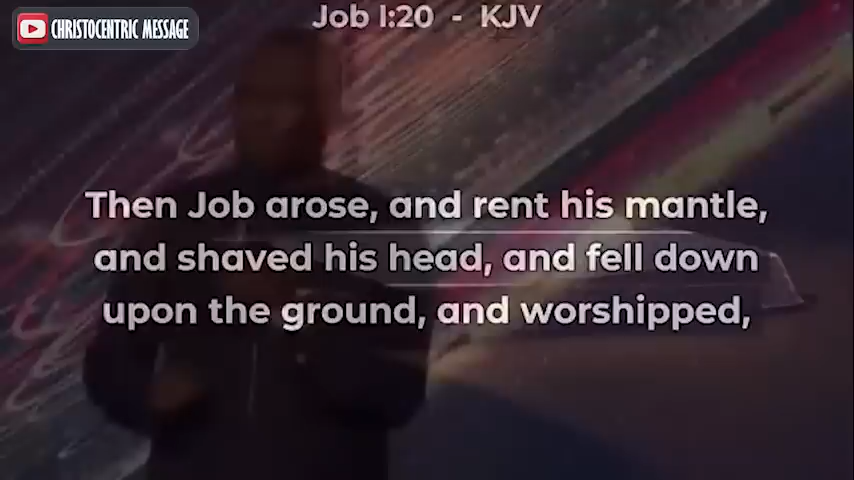 Job 1:20 - KJV
CHRISTOCENTRIC MESSAGE
Then Job arose, and rent his mantle,
and shaved his head, and fell down
upon the ground, and worshipped,